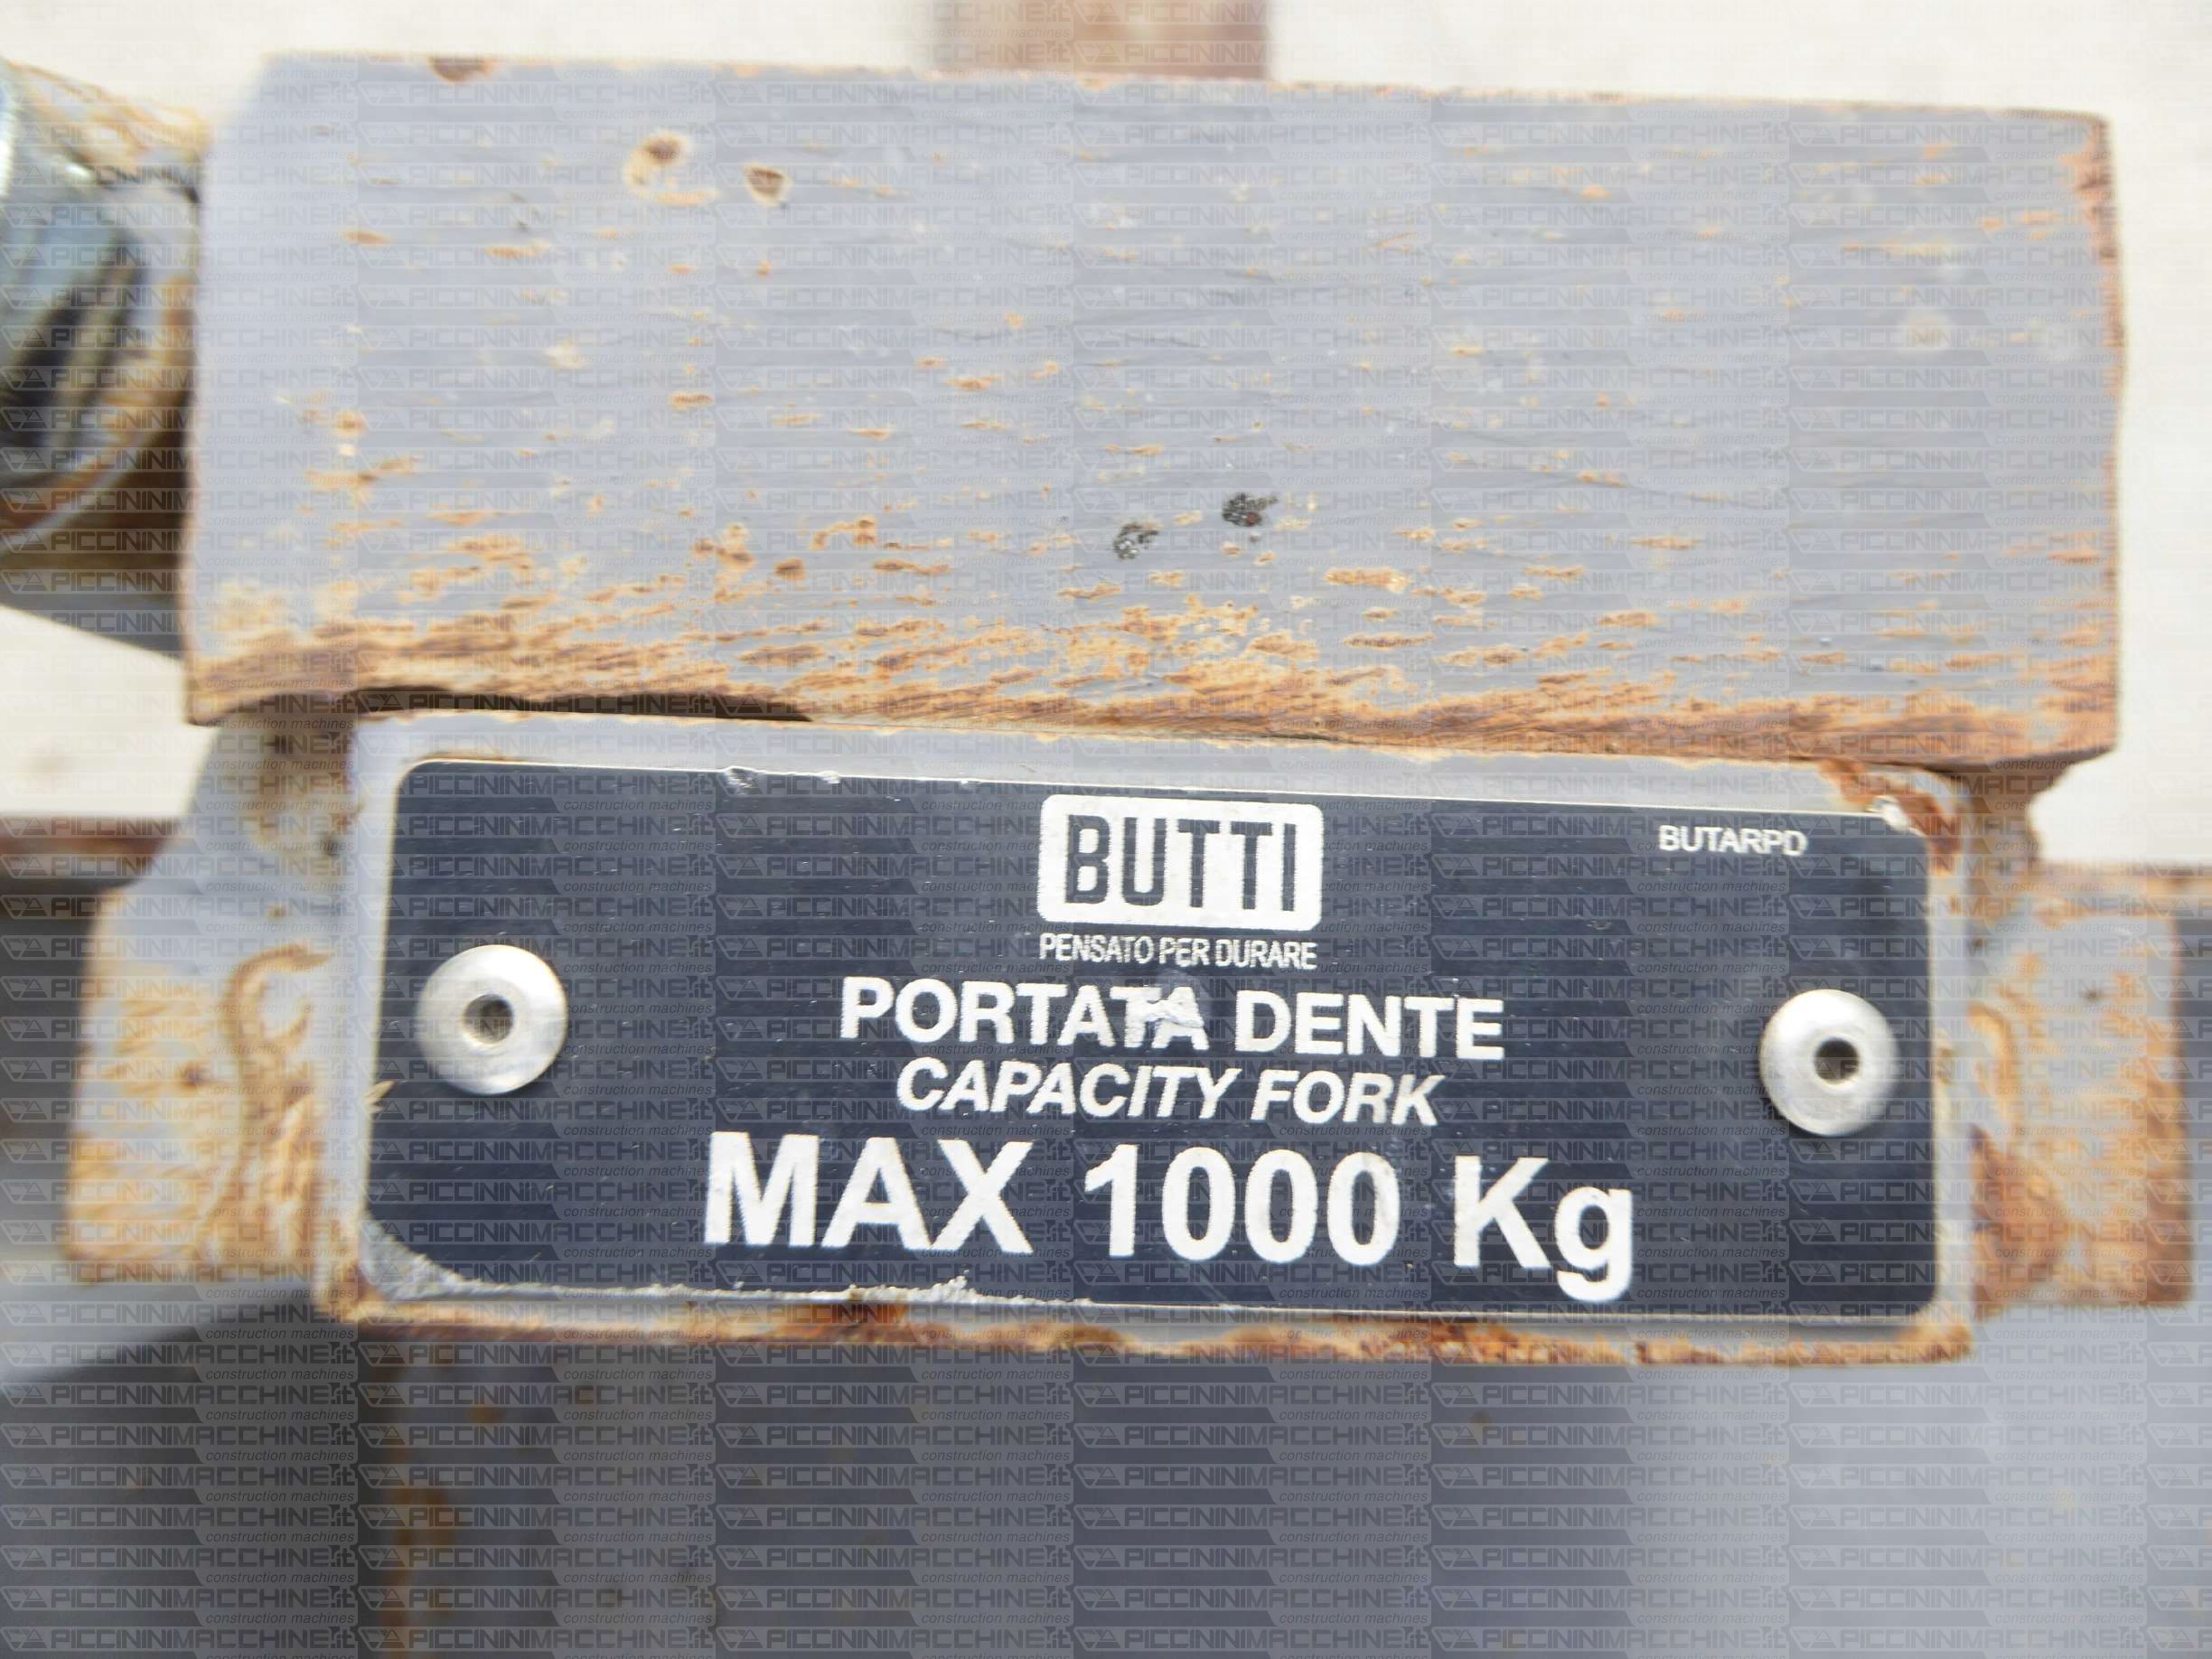 BUTTI
BUTARPD
PENSATO PER DURARE
PORTATA DENTE
CAPACITY FORK
MAX 1000 Kg
PICCININIMACCHINE.it
construction machines